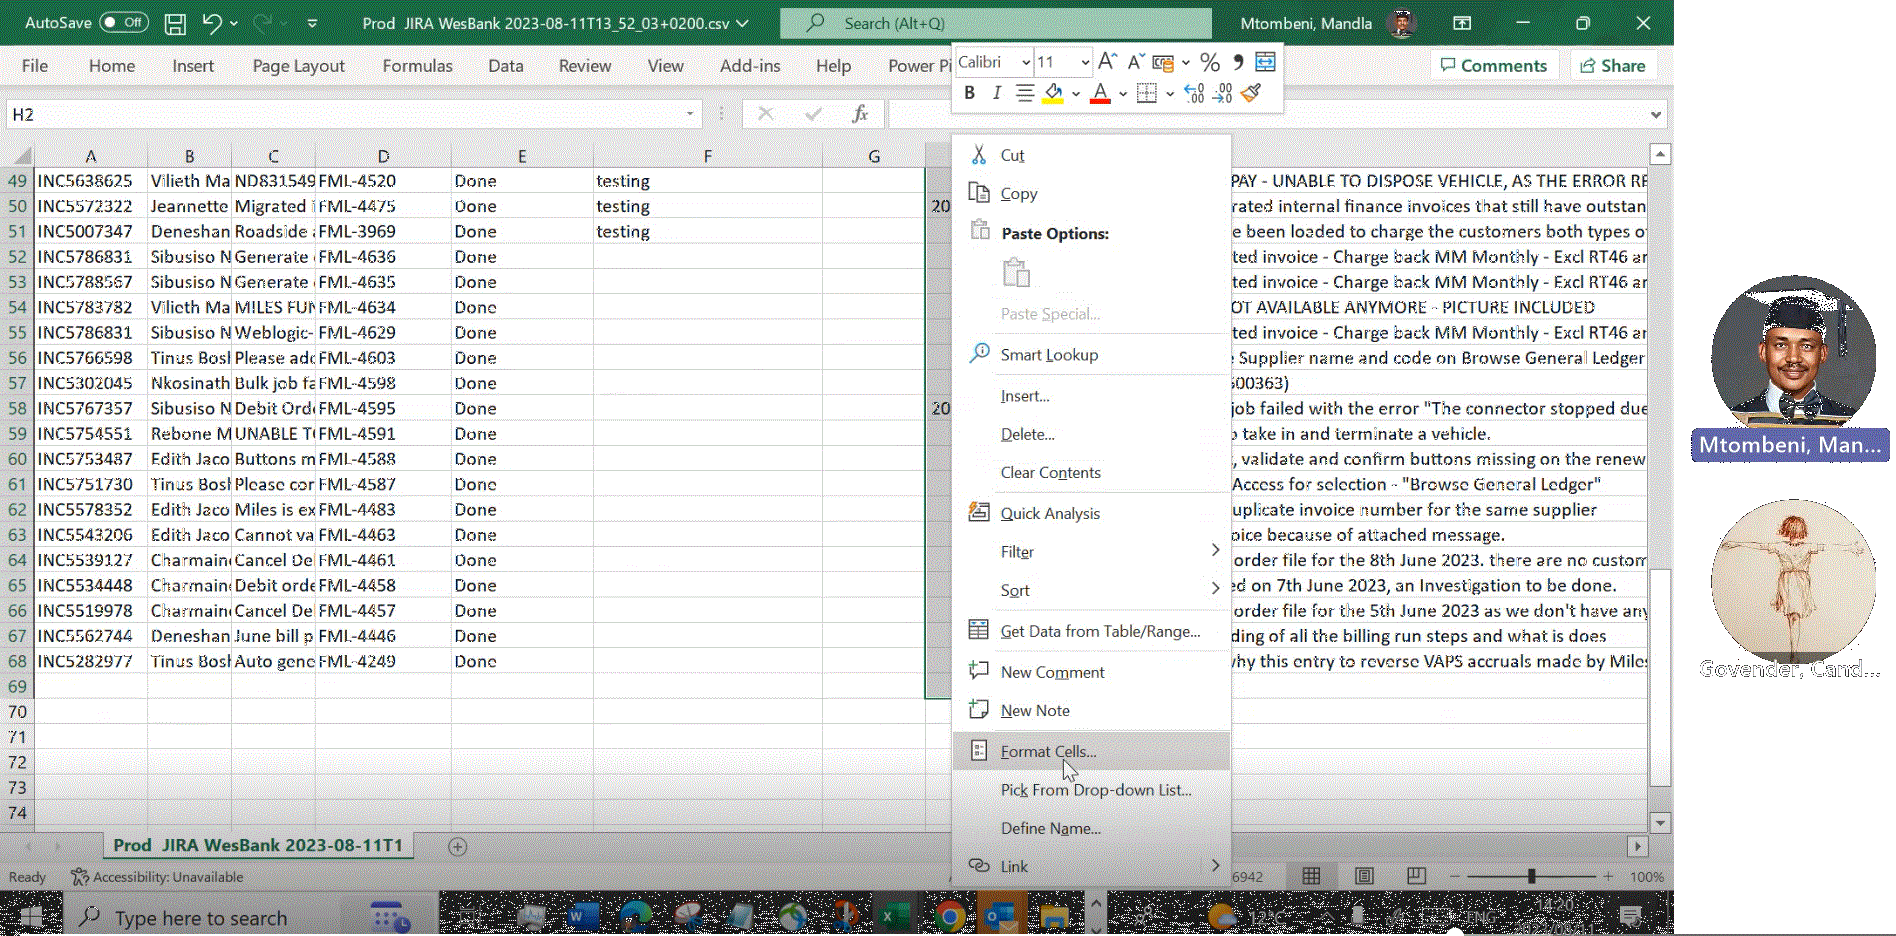 AutoSave Off Prod JIRA WesBank 2023-08-11T13_52_03+0200.csv Search (Alt+Q) Mtombeni, Mandla
File Home Insert Page Layout Formulas Data Review View Add-ins Help Power Pi Comments Share
Calibri 11 %
B I A
H2 fx
A B C D E F G
49 INC5638625 Vilieth Ma ND831549 FML-4520 Done testing PAY - UNABLE TO DISPOSE VEHICLE, AS THE ERROR RE
50 INC5572322 Jeannette Migrated FML-4475 Done testing 20 rated internal finance invoices that still have outstan
51 INC5007347 Deneshan Roadside FML-3969 Done testing e been loaded to charge the customers both types o
52 INC5786831 Sibusiso N Generate FML-4636 Done ted invoice - Charge back MM Monthly - Excl RT46 ar
53 INC5788567 Sibusiso N Generate FML-4635 Done ted invoice - Charge back MM Monthly - Excl RT46 ar
54 INC5783782 Vilieth Ma MILES FUN FML-4634 Done OT AVAILABLE ANYMORE - PICTURE INCLUDED
55 INC5786831 Sibusiso N Weblogic- FML-4629 Done ted invoice - Charge back MM Monthly - Excl RT46 ar
56 INC5766598 Tinus Bosh Please add FML-4603 Done e Supplier name and code on Browse General Ledger
57 INC5302045 Nkosinath Bulk job fa FML-4598 Done 500363)
58 INC5767357 Sibusiso N Debit Orde FML-4595 Done 20 job failed with the error "The connector stopped due
59 INC5754551 Rebone M UNABLE TO FML-4591 Done o take in and terminate a vehicle.
60 INC5753487 Edith Jaco Buttons m FML-4588 Done , validate and confirm buttons missing on the renew
61 INC5751730 Tinus Bosh Please cor FML-4587 Done Access for selection - "Browse General Ledger"
62 INC5578352 Edith Jaco Miles is ex FML-4483 Done uplicate invoice number for the same supplier
63 INC5543206 Edith Jaco Cannot va FML-4463 Done oice because of attached message.
64 INC5539127 Charmain Cancel De FML-4461 Done order file for the 8th June 2023. there are no custom
65 INC5534448 Charmain Debit orde FML-4458 Done ed on 7th June 2023, an Investigation to be done.
66 INC5519978 Charmain Cancel De FML-4457 Done order file for the 5th June 2023 as we don't have any
67 INC5562744 Deneshan June bill p FML-4446 Done ding of all the billing run steps and what is does
68 INC5282977 Tinus Bosh Auto gene FML-4249 Done why this entry to reverse VAPS accruals made by Miles
69
70
71
72
73
74
Cut
Copy
Paste Options:
Paste Special...
Smart Lookup
Insert...
Delete...
Clear Contents
Quick Analysis
Filter
Sort
Get Data from Table/Range...
New Comment
New Note
Format Cells...
Pick From Drop-down List...
Define Name...
Link
Prod JIRA WesBank 2023-08-11T1
Ready Accessibility: Unavailable 6942 100%
Type here to search 12°C ENG 14:20
Mtombeni, Man...
Govender, Cand...